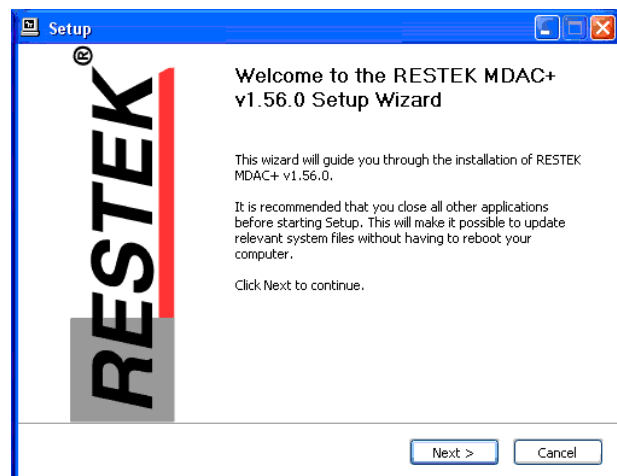 Setup
RESTEK®
Welcome to the RESTEK MDAC+
v1.56.0 Setup Wizard
This wizard will guide you through the installation of RESTEK
MDAC+ v1.56.0.
It is recommended that you close all other applications
before starting Setup. This will make it possible to update
relevant system files without having to reboot your
computer.
Click Next to continue.
Next >
Cancel